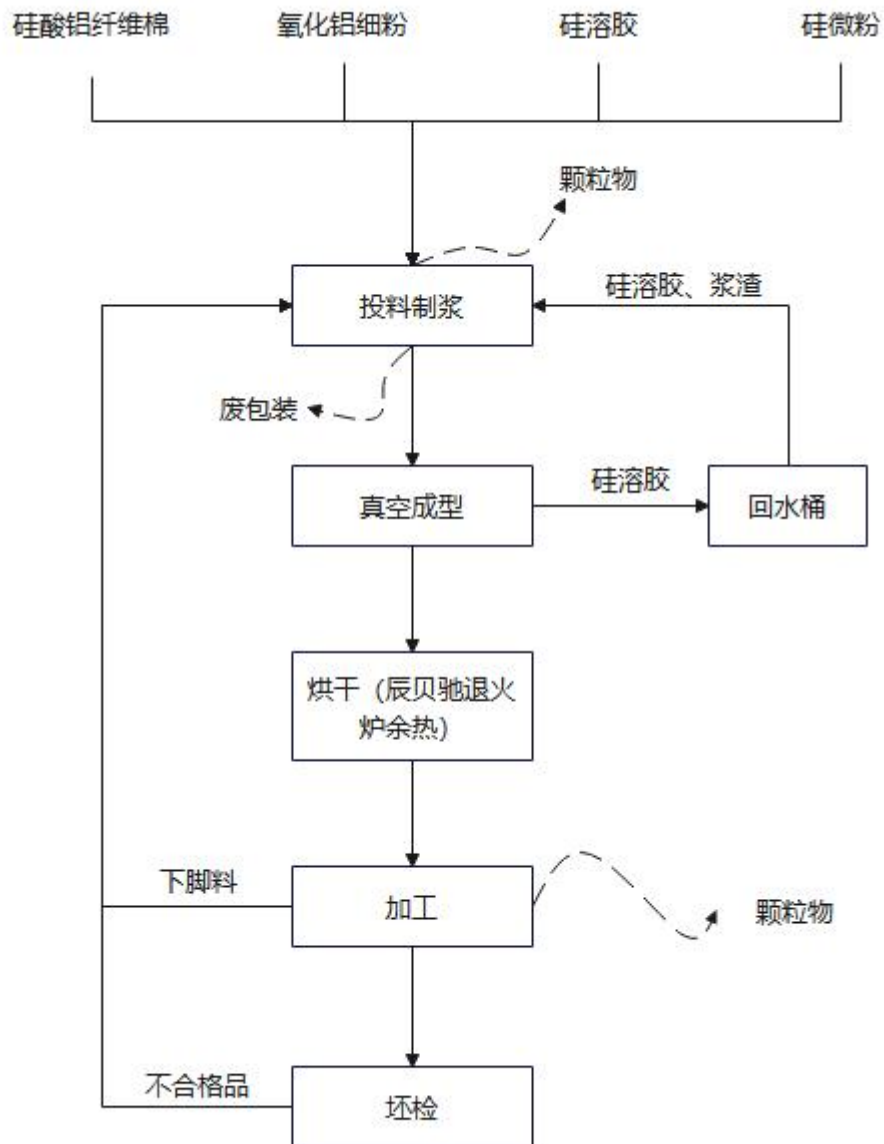 硅酸铝纤维棉
氧化铝细粉
硅溶胶
硅微粉
颗粒物
投料制浆
硅溶胶、浆渣
废包装
真空成型
硅溶胶
回水桶
烘干（辰贝驰退火
炉余热）
下脚料
加工
颗粒物
不合格品
坯检